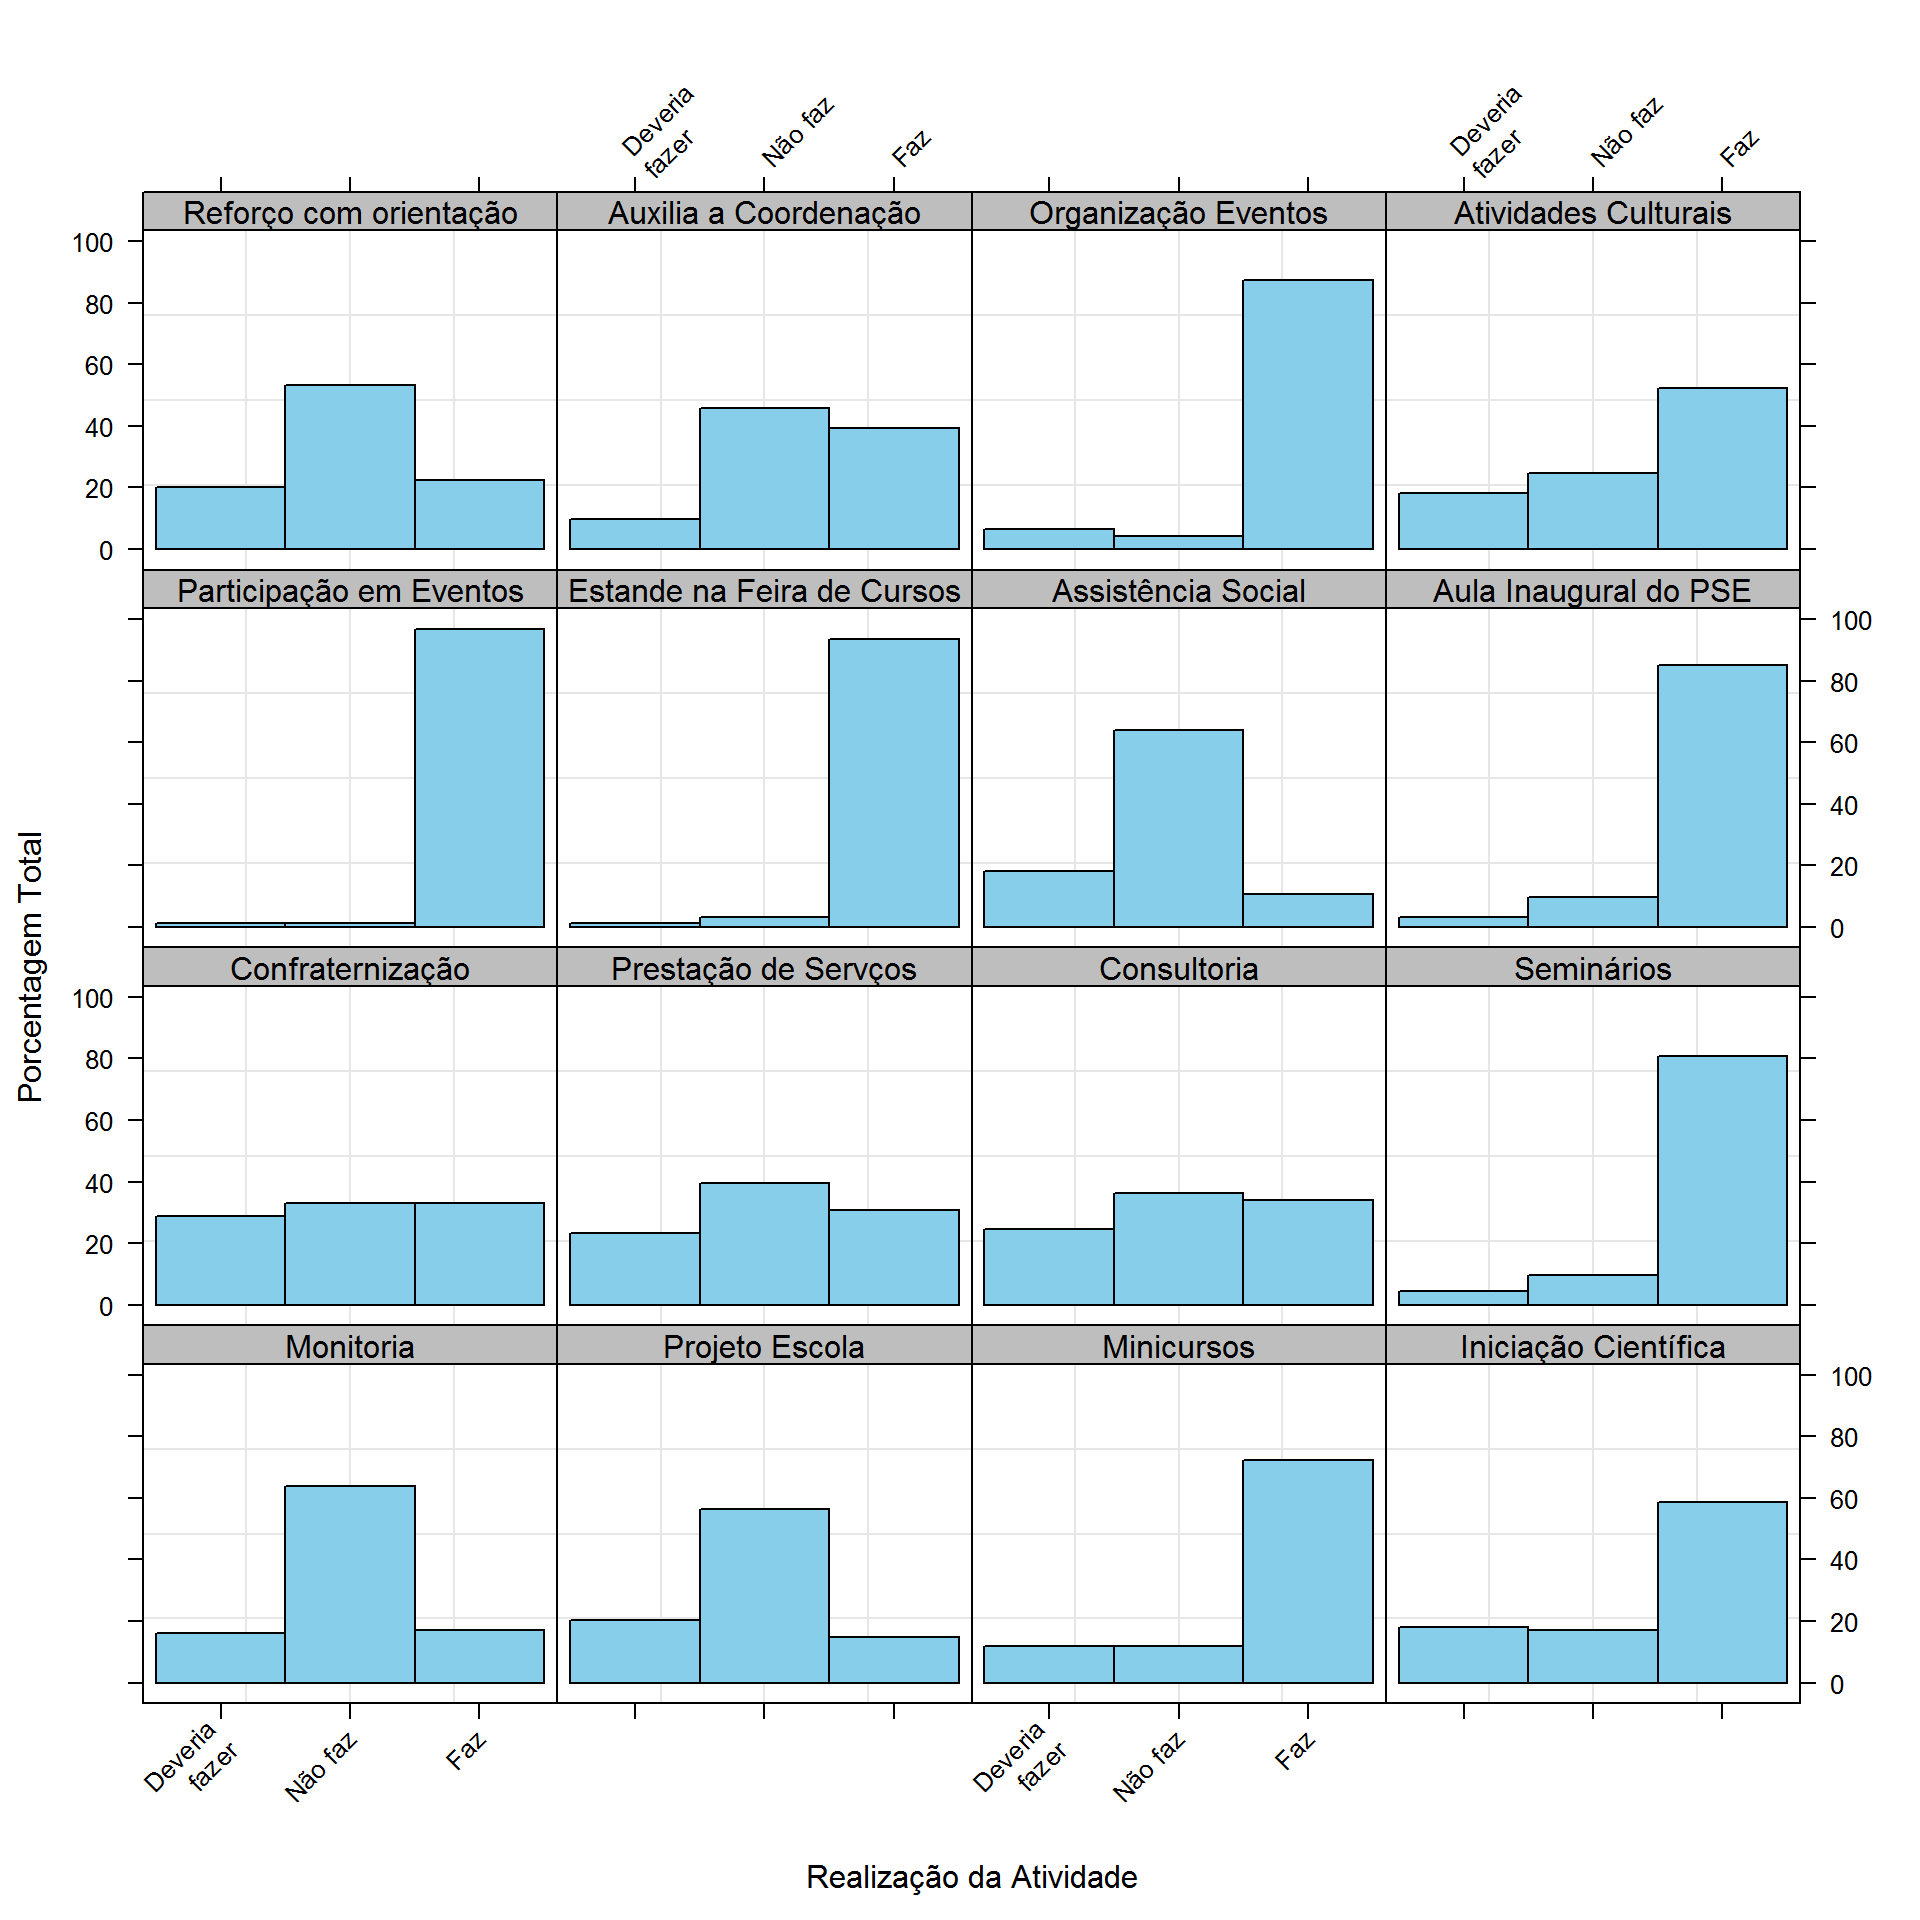 Deveria
fazer
Não faz
Faz
Deveria
fazer
Não faz
Faz
Reforço com orientação
Auxilia a Coordenação
Organização Eventos
Atividades Culturais
100
80
60
40
20
0
Participação em Eventos
Estande na Feira de Cursos
Assistência Social
Aula Inaugural do PSE
100
80
60
40
20
0
Porcentagem Total
Confraternização
Prestação de Servços
Consultoria
Seminários
100
80
60
40
20
0
Monitoria
Projeto Escola
Minicursos
Iniciação Científica
100
80
60
40
20
0
Deveria
fazer
Não faz
Faz
Deveria
fazer
Não faz
Faz
Realização da Atividade